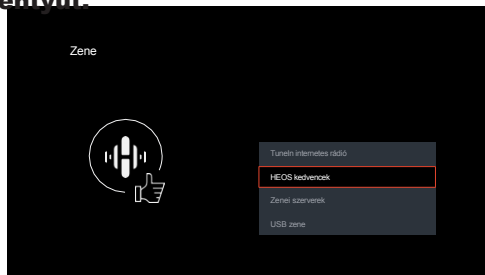 Zene
TuneIn internetes rádió
HEOS kedvencek
Zenei szerverek
USB zene